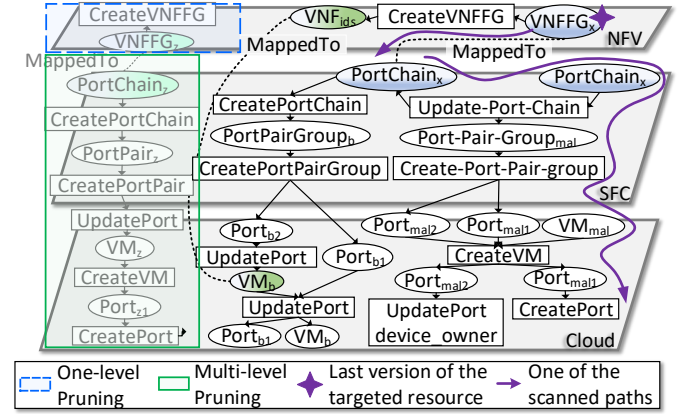 CreateVNFFG
VNFFGz
VNFids
CreateVNFFG
VNFFGx
NFV
MappedTo
MappedTo
MappedTo
PortChainz
PortChainx
PortChainx
CreatePortChain
CreatePortChain
Update-Port-Chain
PortPairz
PortPairGroupb
Port-Pair-Groupmal
CreatePortPair
CreatePortPairGroup
Create-Port-Pair-group
SFC
UpdatePort
Portb2
Portmal2
Portmal1
VMmal
VMz
UpdatePort
Portb1
CreateVM
CreateVM
VMb
Portmal2
Portmal1
Portz1
UpdatePort
UpdatePort
device_owner
CreatePort
CreatePort
Portb1
VMb
Cloud
One-level
Pruning
Multi-level
Pruning
Last version of the
targeted resource
One of the
scanned paths